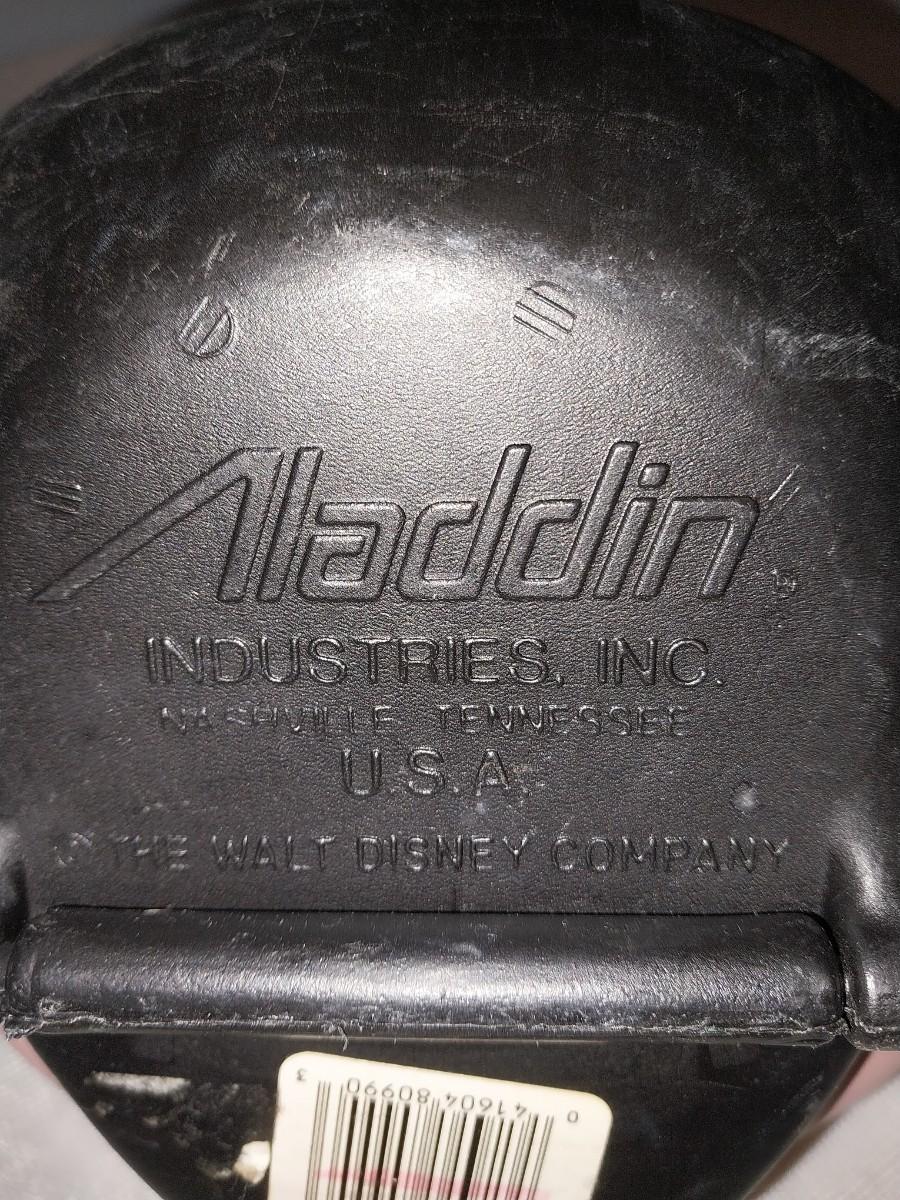 Aladdin
INDUSTRIES, INC.
NASHVILLE, TENNESSEE
U.S.A.
© THE WALT DISNEY COMPANY
0 41604 80990 3